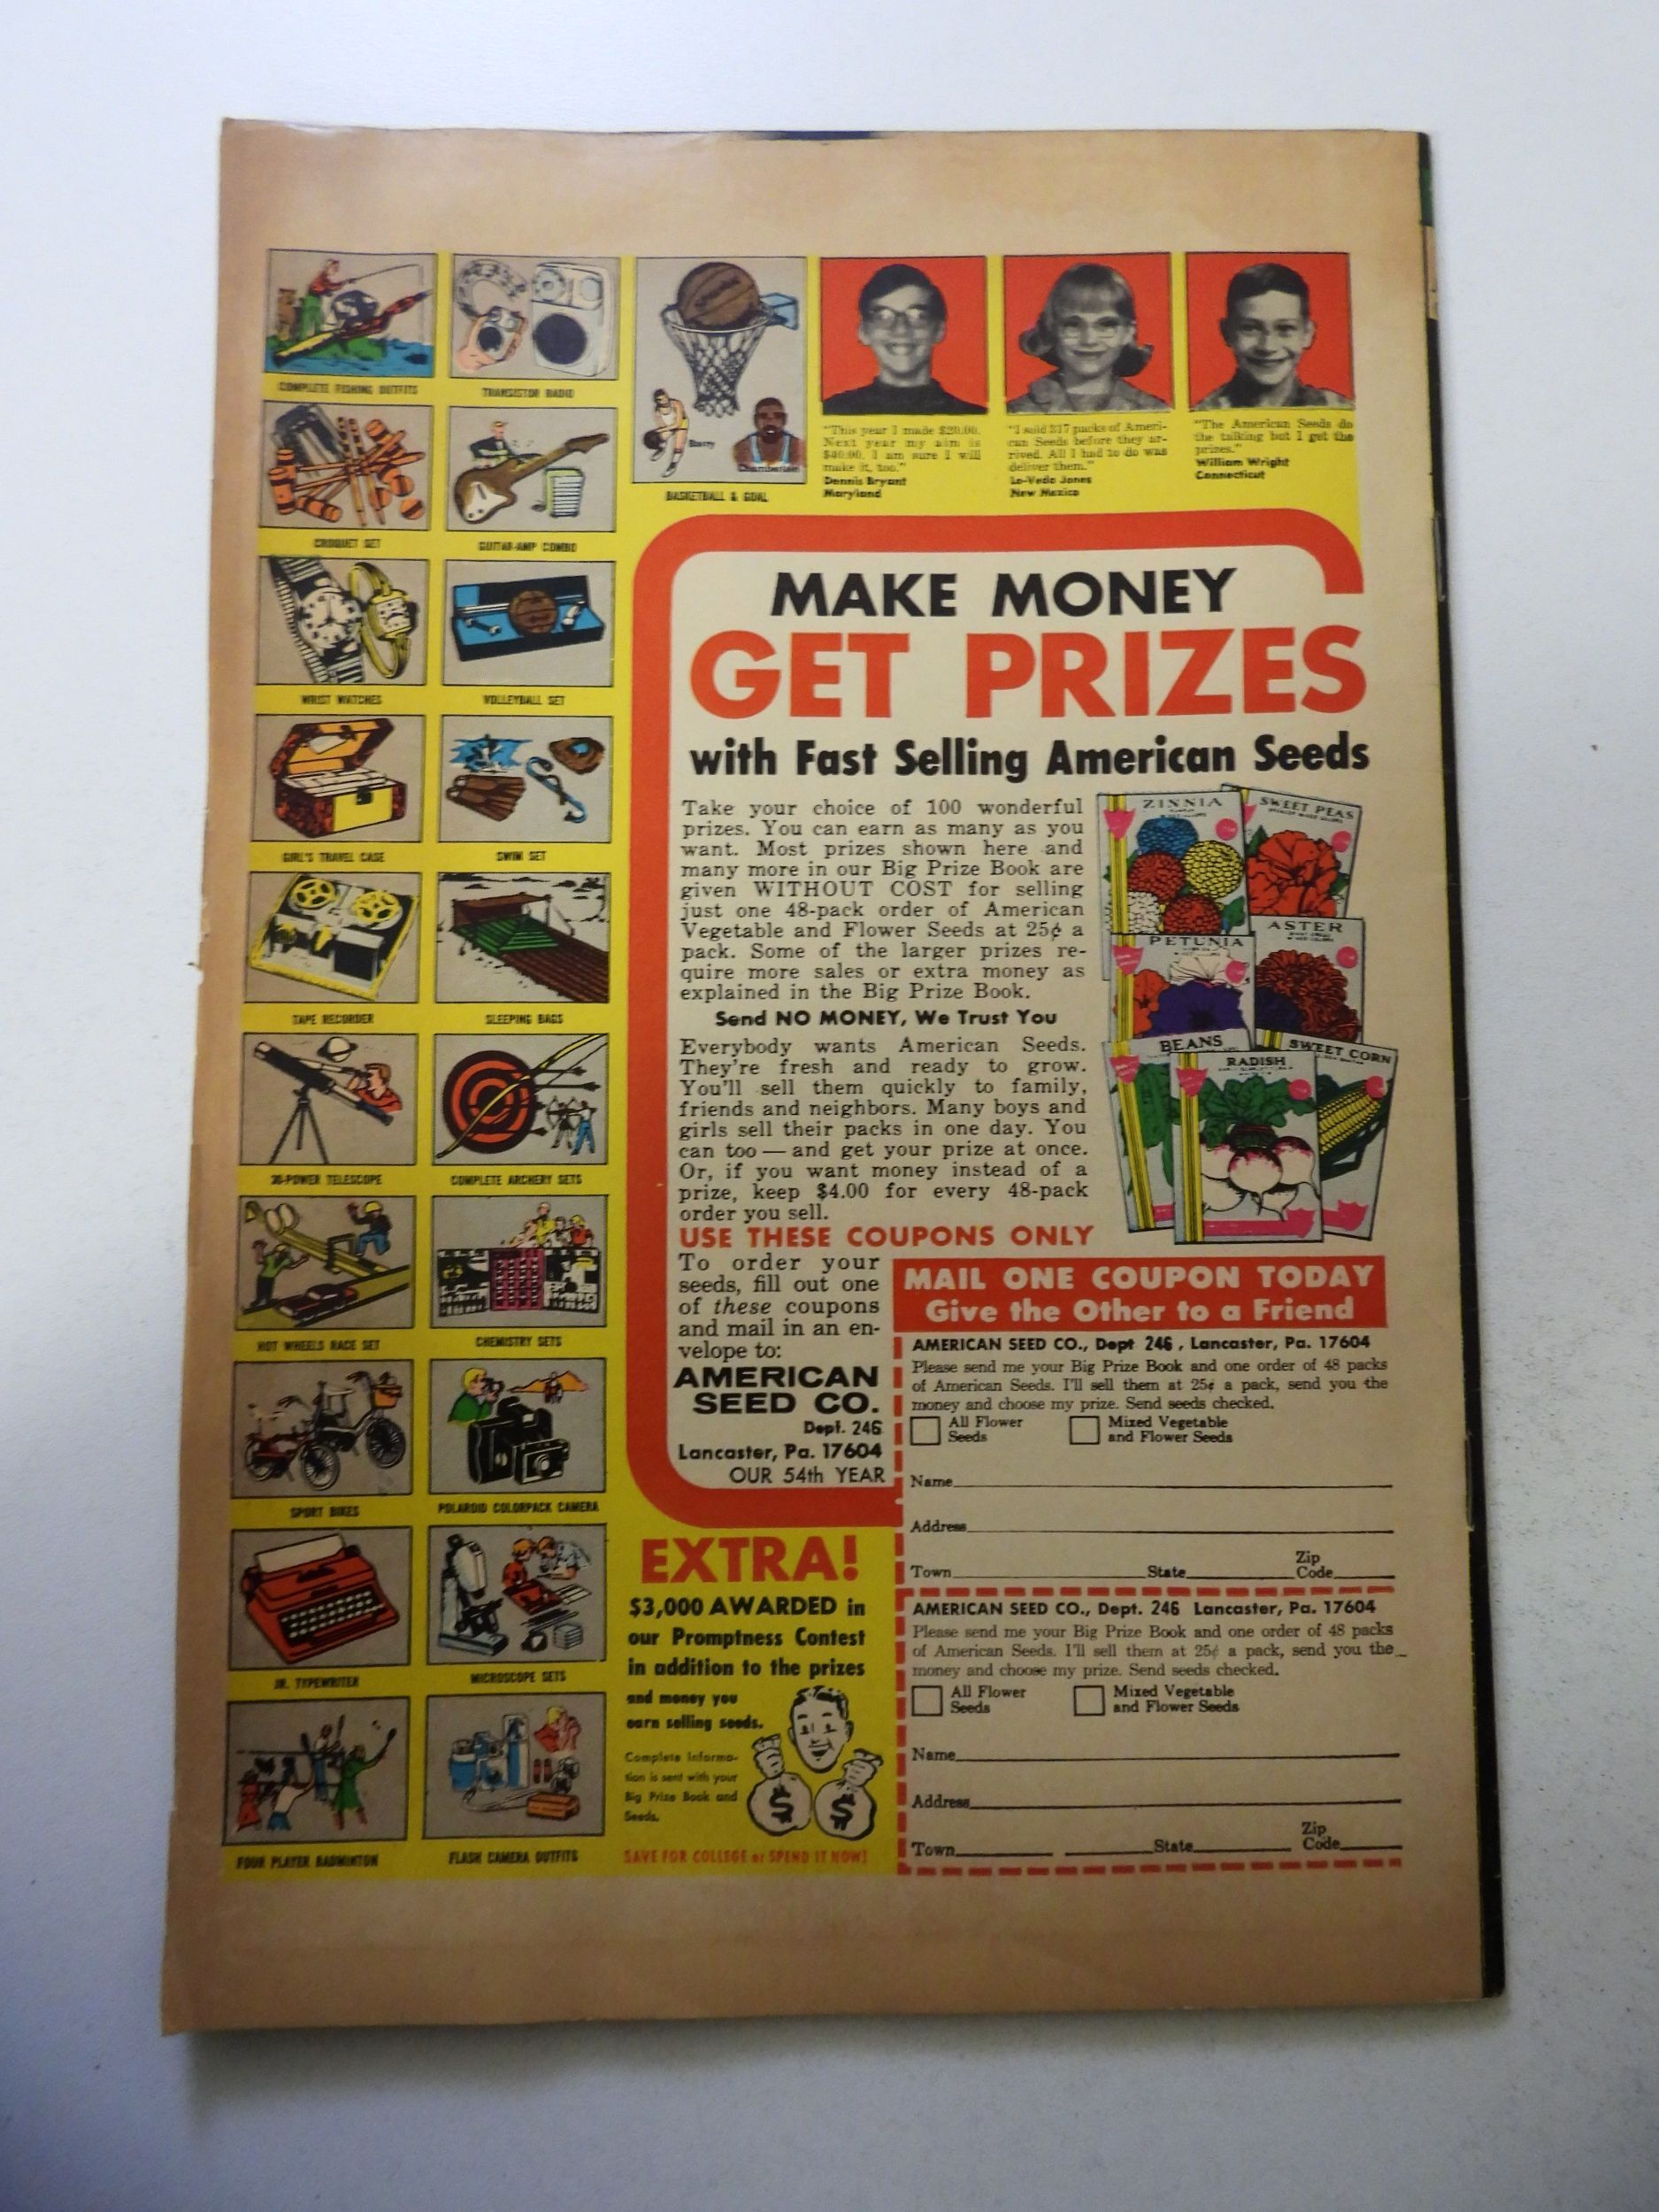 COMPLETE FISHING OUTFITS
TRANSISTOR RADIO
CROQUET SET
GUITAR-AMP COMBO
WRIST WATCHES
VOLLEYBALL SET
GIRL'S TRAVEL CASE
SWIM SET
TAPE RECORDER
SLEEPING BAGS
30-POWER TELESCOPE
COMPLETE ARCHERY SETS
HOT WHEELS RACE SET
CHEMISTRY SETS
SPORT BIKES
POLAROID COLORPACK CAMERA
JR. TYPEWRITER
MICROSCOPE SETS
FOUR PLAYER BADMINTON
FLASH CAMERA OUTFITS
Barry
Chamberlain
BASKETBALL & GOAL
"This year I made $20.00.
Next year my aim is
$40.00. I am sure I will
make it, too."
Dennis Bryant
Maryland
"I sold 317 packs of Ameri-
can Seeds before they ar-
rived. All I had to do was
deliver them."
Lo-Veda Jones
New Mexico
"The American Seeds do
the talking but I get the
prizes."
William Wright
Connecticut
MAKE MONEY
GET PRIZES
with Fast Selling American Seeds
Take your choice of 100 wonderful
prizes. You can earn as many as you
want. Most prizes shown here and
many more in our Big Prize Book are
given WITHOUT COST for selling
just one 48-pack order of American
Vegetable and Flower Seeds at 25¢ a
pack. Some of the larger prizes re-
quire more sales or extra money as
explained in the Big Prize Book.
Send NO MONEY, We Trust You
Everybody wants American Seeds.
They're fresh and ready to grow.
You'll sell them quickly to family,
friends and neighbors. Many boys and
girls sell their packs in one day. You
can too — and get your prize at once.
Or, if you want money instead of a
prize, keep $4.00 for every 48-pack
order you sell.
ZINNIA
SWEET PEAS
PETUNIA
ASTER
BEANS
RADISH
SWEET CORN
USE THESE COUPONS ONLY
To order your
seeds, fill out one
of these coupons
and mail in an en-
velope to:
AMERICAN
SEED CO.
Dept. 246
Lancaster, Pa. 17604
OUR 54th YEAR
MAIL ONE COUPON TODAY
Give the Other to a Friend
AMERICAN SEED CO., Dept 246 , Lancaster, Pa. 17604
Please send me your Big Prize Book and one order of 48 packs
of American Seeds. I'll sell them at 25¢ a pack, send you the
money and choose my prize. Send seeds checked.
All Flower
Seeds
Mixed Vegetable
and Flower Seeds
Name
Address
Town State Zip Code
AMERICAN SEED CO., Dept. 246 Lancaster, Pa. 17604
Please send me your Big Prize Book and one order of 48 packs
of American Seeds. I'll sell them at 25¢ a pack, send you the
money and choose my prize. Send seeds checked.
All Flower
Seeds
Mixed Vegetable
and Flower Seeds
Name
Address
Town State Zip Code
EXTRA!
$3,000 AWARDED in
our Promptness Contest
in addition to the prizes
and money you
earn selling seeds.
Complete Informa-
tion is sent with your
Big Prize Book and
Seeds.
$ $
SAVE FOR COLLEGE or SPEND IT NOW!